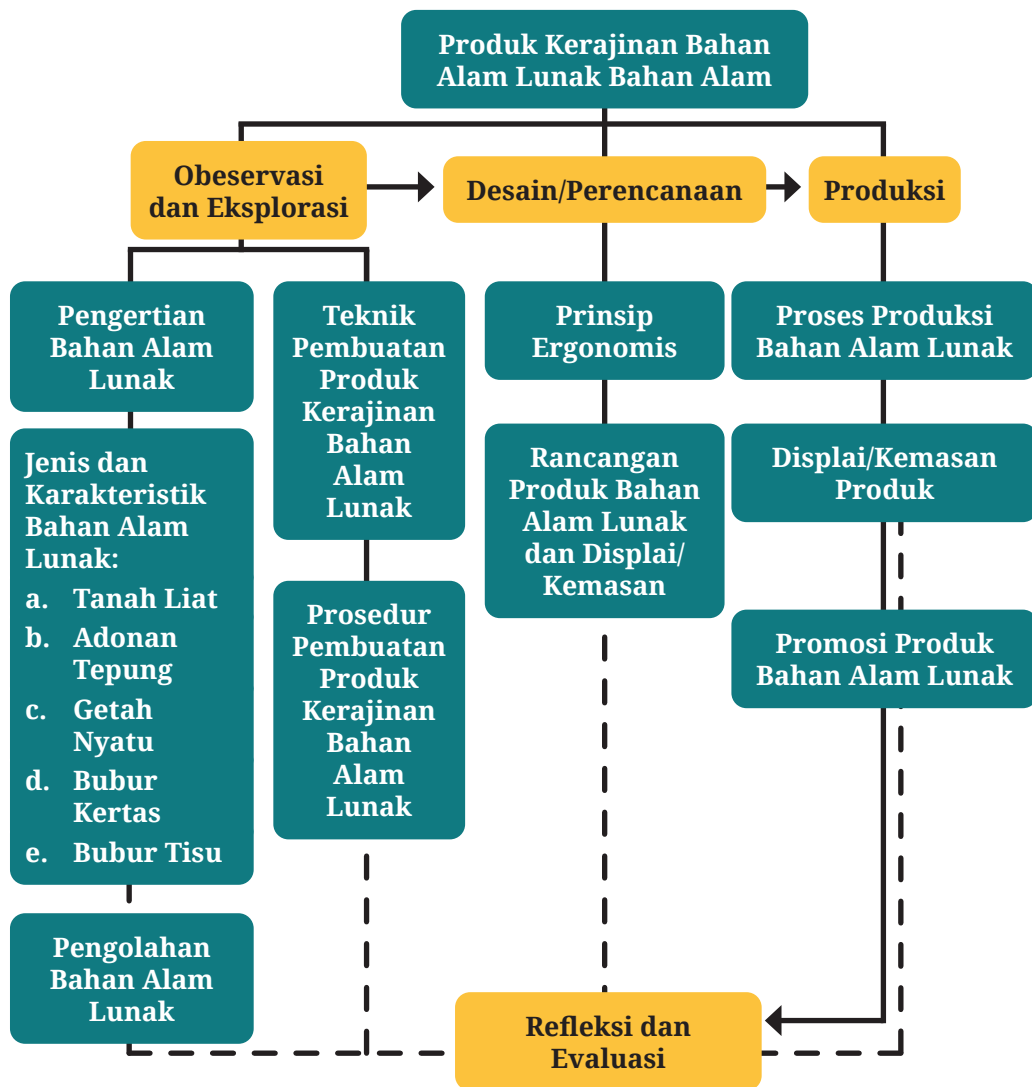 Produk Kerajinan Bahan
Alam Lunak Bahan Alam
Obeservasi
dan Eksplorasi
Desain/Perencanaan
Produksi
Pengertian
Bahan Alam
Lunak
Jenis dan
Karakteristik
Bahan Alam
Lunak:
a. Tanah Liat
b. Adonan
Tepung
c. Getah
Nyatu
d. Bubur
Kertas
e. Bubur Tisu
Pengolahan
Bahan Alam
Lunak
Teknik
Pembuatan
Produk
Kerajinan
Bahan
Alam
Lunak
Prosedur
Pembuatan
Produk
Kerajinan
Bahan
Alam
Lunak
Prinsip
Ergonomis
Rancangan
Produk Bahan
Alam Lunak
dan Displai/
Kemasan
Proses Produksi
Bahan Alam Lunak
Displai/Kemasan
Produk
Promosi Produk
Bahan Alam Lunak
Refleksi dan
Evaluasi